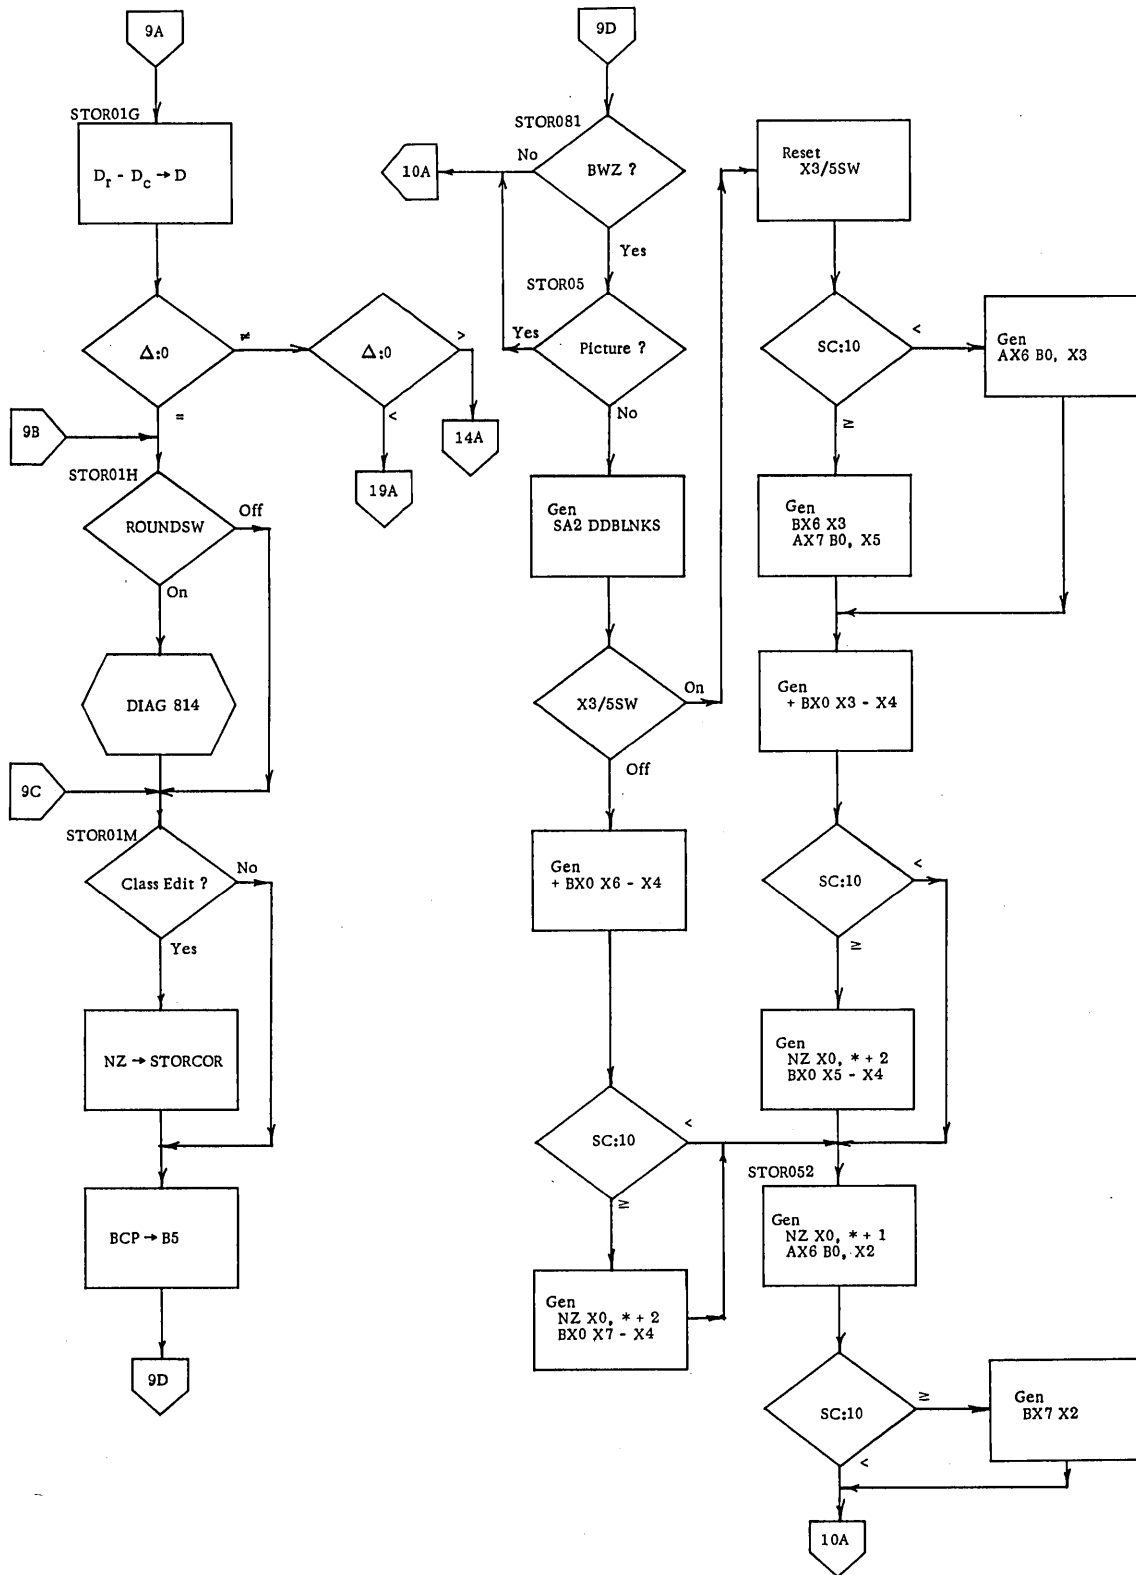 9A
STOR01G
Dr - Dc → D
Δ:0
≠
=
Δ:0
>
<
14A
19A
9B
STOR01H
ROUNDSW
Off
On
DIAG 814
9C
STOR01M
Class Edit ?
No
Yes
NZ → STORCOR
BCP → B5
9D
9D
STOR081
BWZ ?
No
10A
Yes
STOR05
Picture ?
Yes
No
Gen
SA2 DDBLNKS
X3/5SW
On
Off
Gen
+ BX0 X6 - X4
SC:10
<
≥
Gen
NZ X0, * + 2
BX0 X7 - X4
Reset
X3/5SW
SC:10
<
≥
Gen
AX6 B0, X3
Gen
BX6 X3
AX7 B0, X5
Gen
+ BX0 X3 - X4
SC:10
<
≥
Gen
NZ X0, * + 2
BX0 X5 - X4
STOR052
Gen
NZ X0, * + 1
AX6 B0, X2
SC:10
≥
<
Gen
BX7 X2
10A